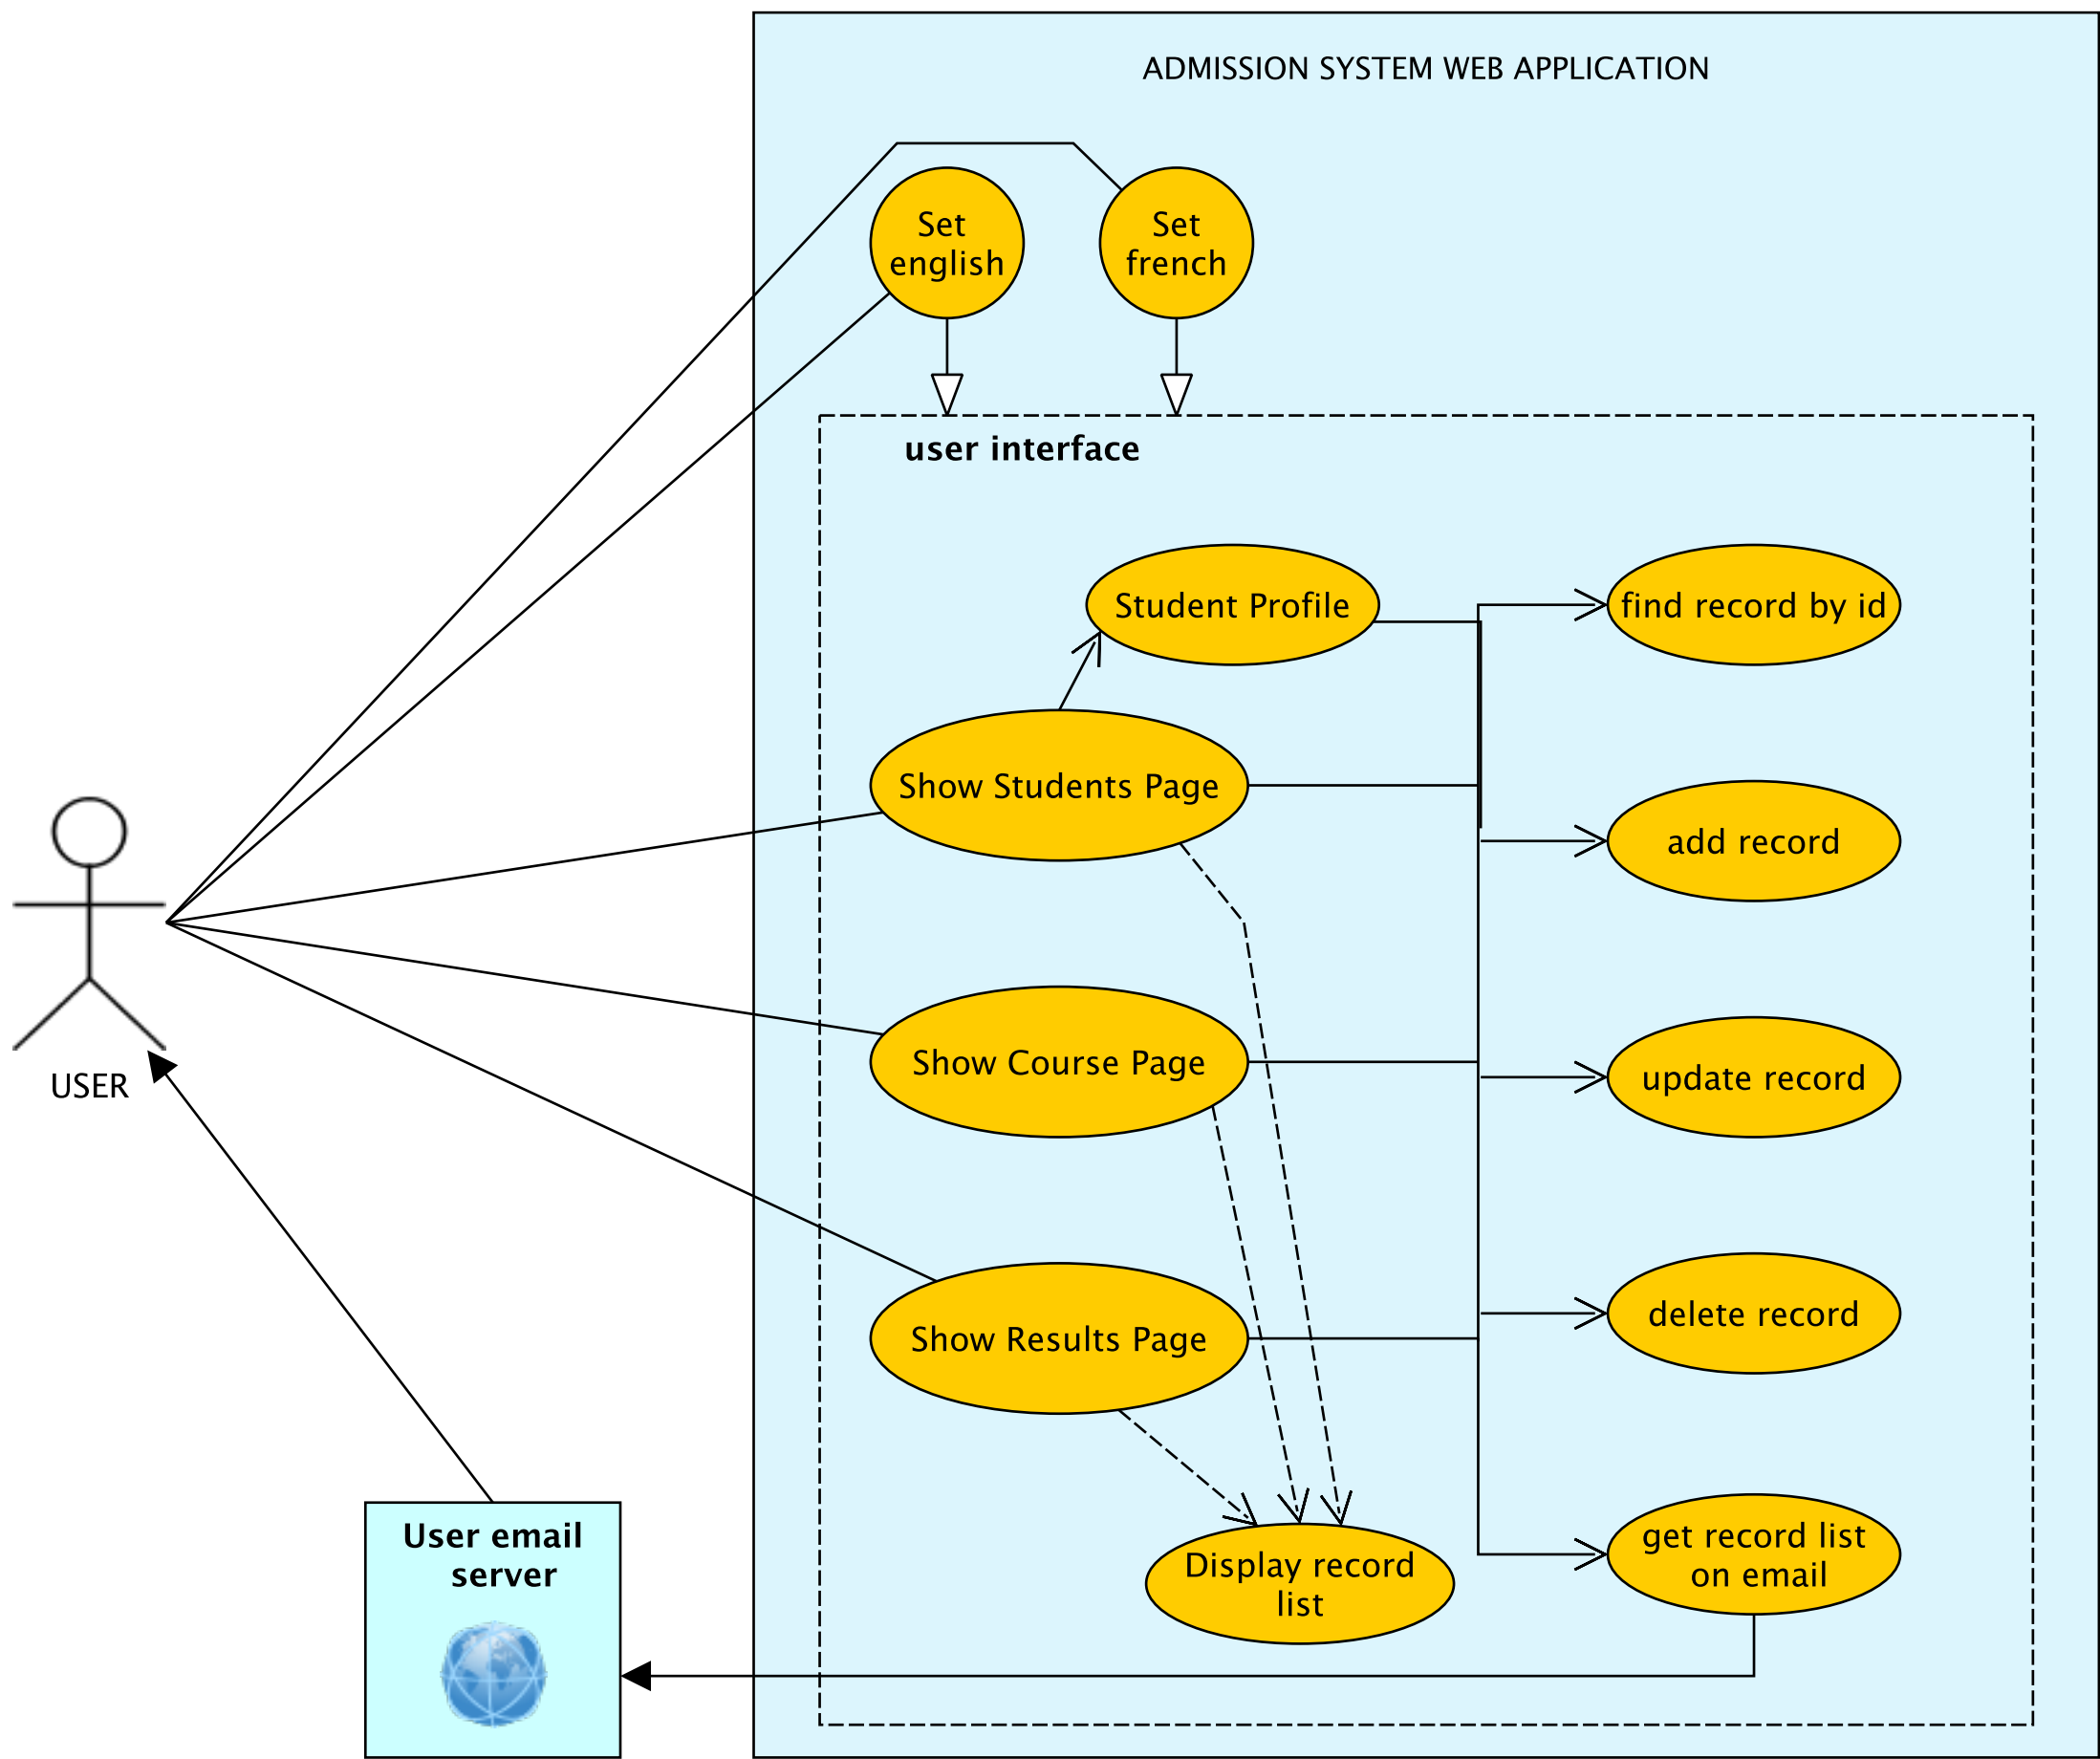 ADMISSION SYSTEM WEB APPLICATION
Set
english
Set
french
user interface
Student Profile
find record by id
Show Students Page
add record
USER
Show Course Page
update record
Show Results Page
delete record
User email
server
Display record
list
get record list
on email